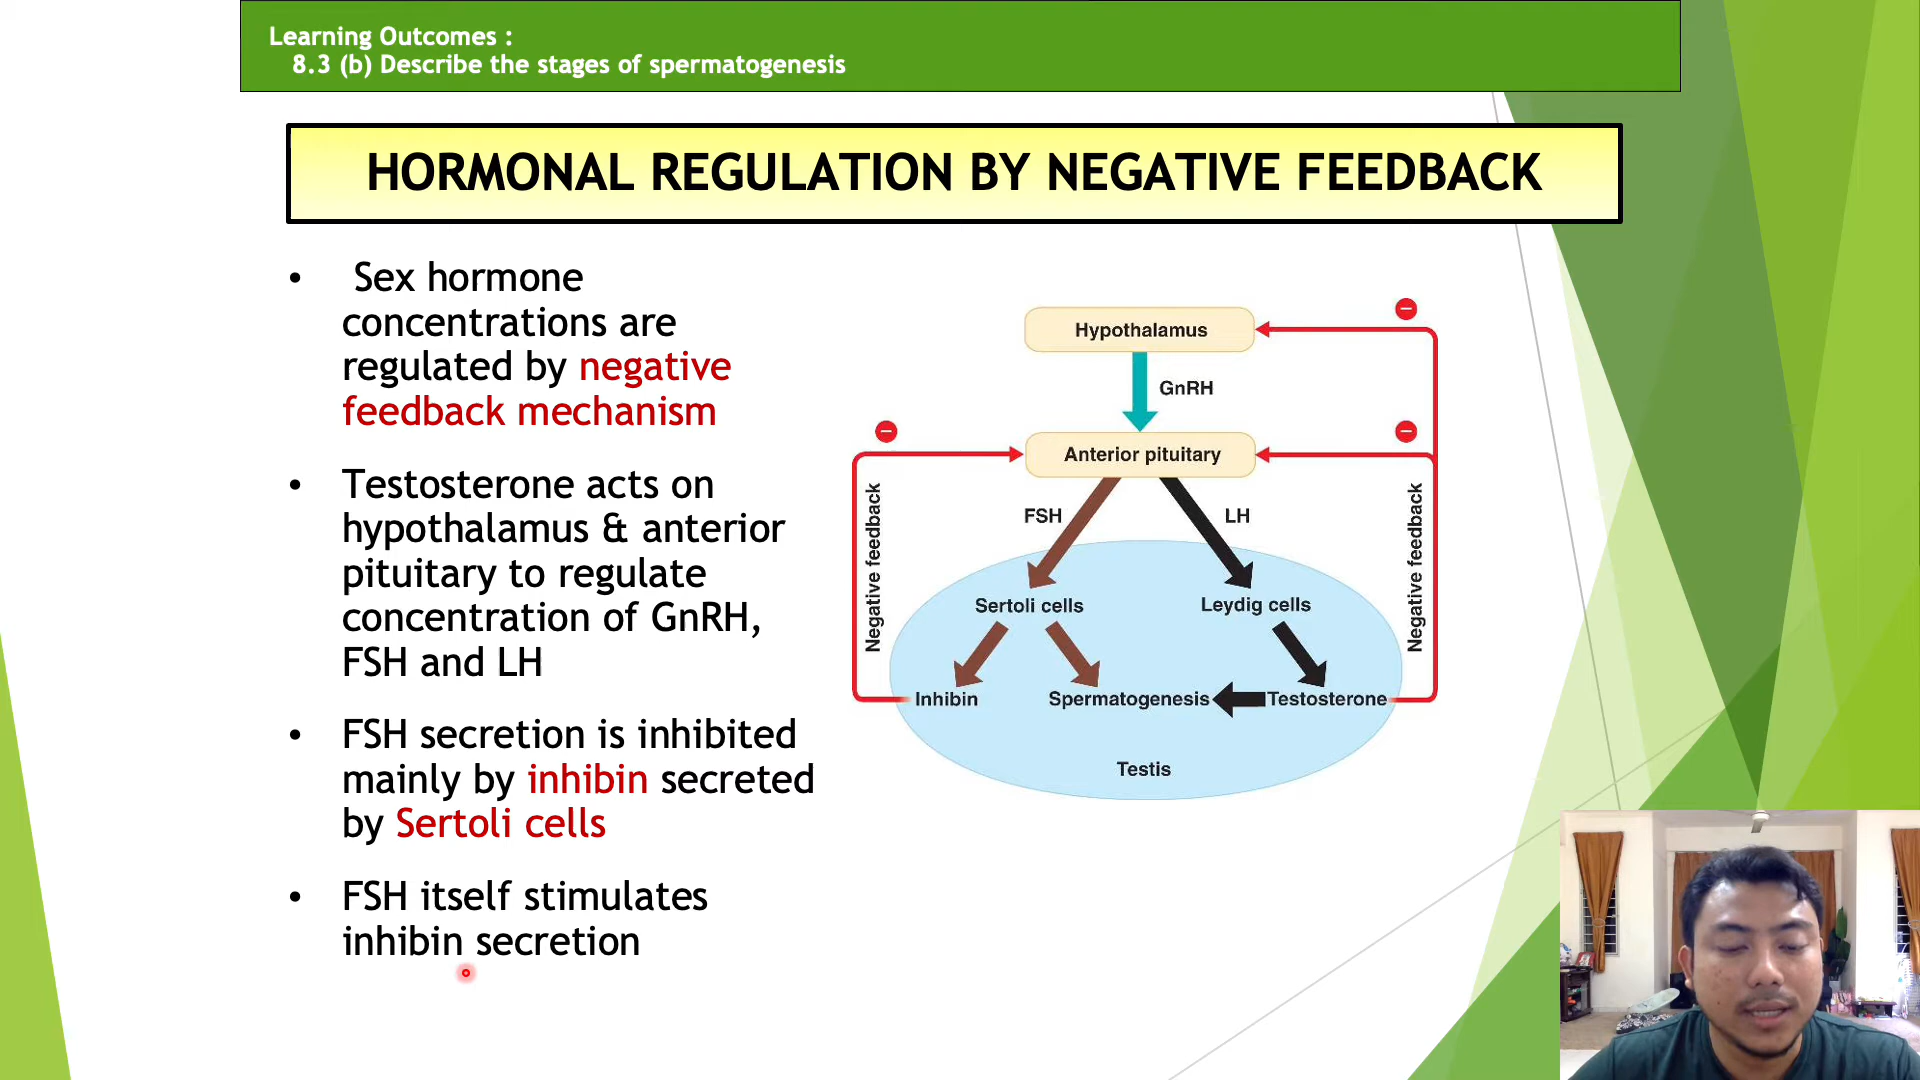 Learning Outcomes :
8.3 (b) Describe the stages of spermatogenesis
HORMONAL REGULATION BY NEGATIVE FEEDBACK
• Sex hormone
concentrations are
regulated by negative
feedback mechanism
• Testosterone acts on
hypothalamus & anterior
pituitary to regulate
concentration of GnRH,
FSH and LH
• FSH secretion is inhibited
mainly by inhibin secreted
by Sertoli cells
• FSH itself stimulates
inhibin secretion
Hypothalamus
GnRH
Anterior pituitary
FSH
LH
Negative feedback
Negative feedback
Sertoli cells
Leydig cells
Inhibin
Spermatogenesis
Testosterone
Testis